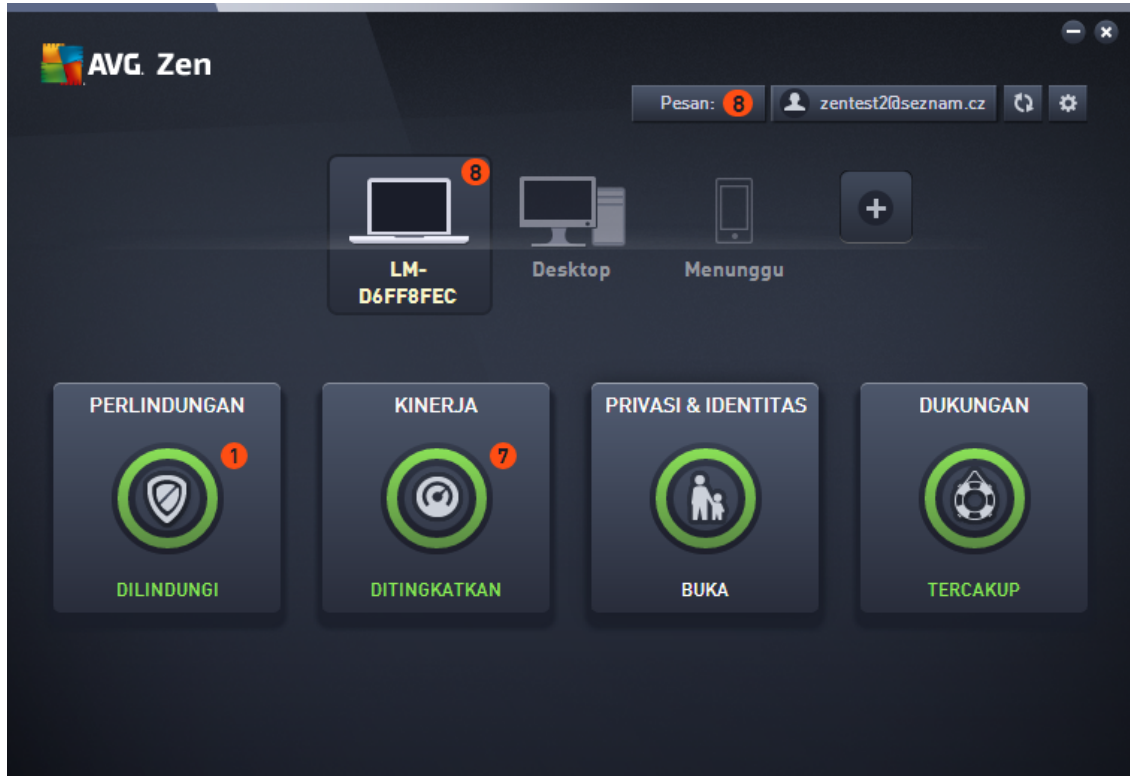 AVG. Zen
Pesan: 8
zentest2@seznam.cz
8
LM-
D6FF8FEC
Desktop
Menunggu
PERLINDUNGAN
1
DILINDUNGI
KINERJA
7
DITINGKATKAN
PRIVASI & IDENTITAS
BUKA
DUKUNGAN
TERCAKUP